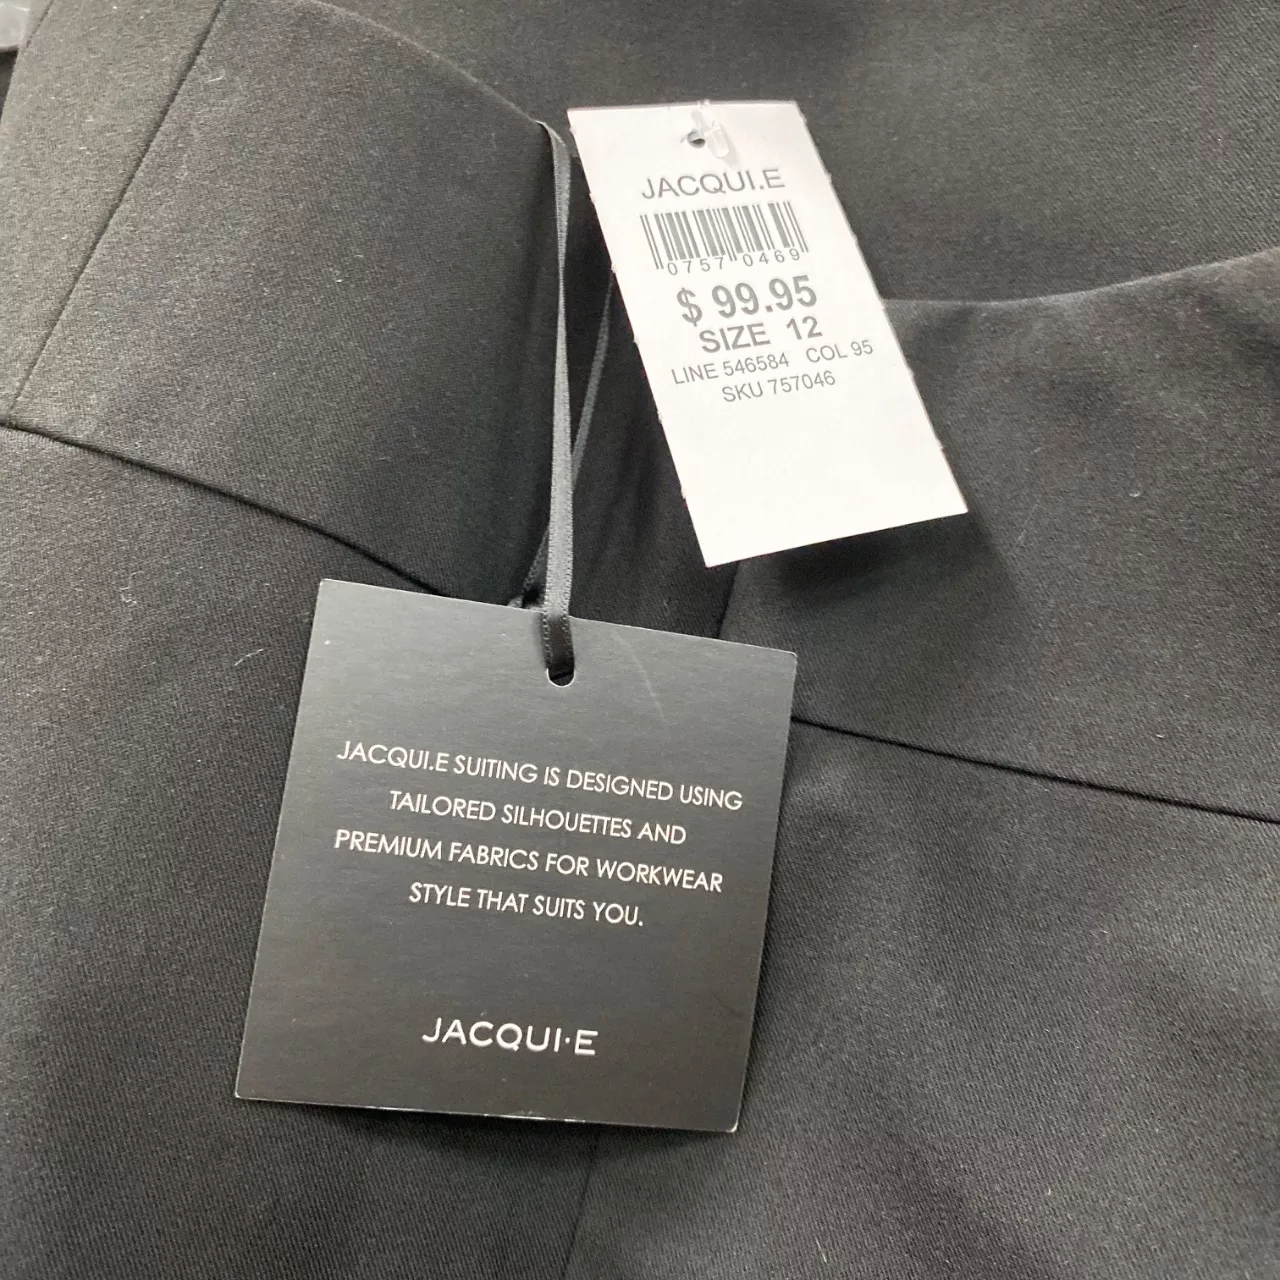 JACQUI.E
0757 0469
$ 99.95
SIZE 12
LINE 546584 COL 95
SKU 757046
JACQUI.E SUITING IS DESIGNED USING
TAILORED SILHOUETTES AND
PREMIUM FABRICS FOR WORKWEAR
STYLE THAT SUITS YOU.
JACQUI·E